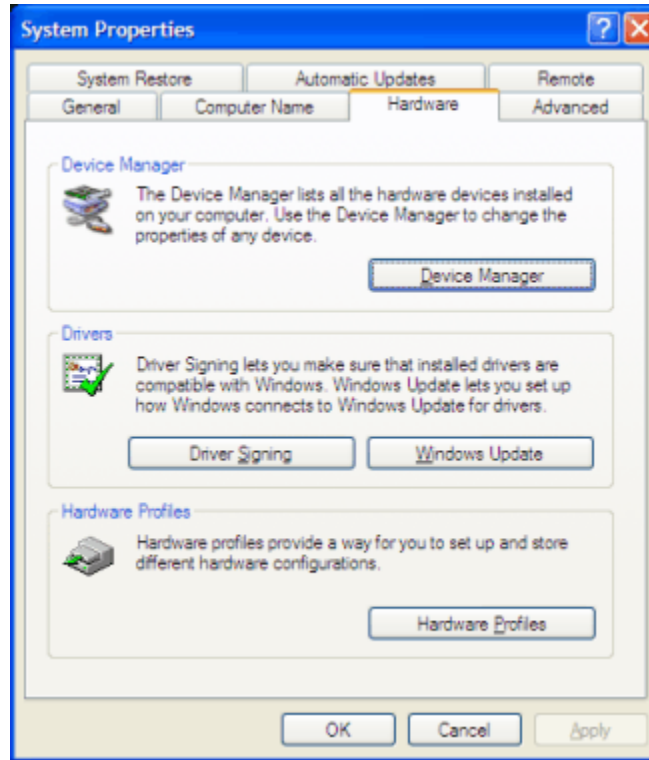 System Properties
System Restore
Automatic Updates
Remote
General
Computer Name
Hardware
Advanced
Device Manager
The Device Manager lists all the hardware devices installed
on your computer. Use the Device Manager to change the
properties of any device.
Device Manager
Drivers
Driver Signing lets you make sure that installed drivers are
compatible with Windows. Windows Update lets you set up
how Windows connects to Windows Update for drivers.
Driver Signing
Windows Update
Hardware Profiles
Hardware profiles provide a way for you to set up and store
different hardware configurations.
Hardware Profiles
OK
Cancel
Apply